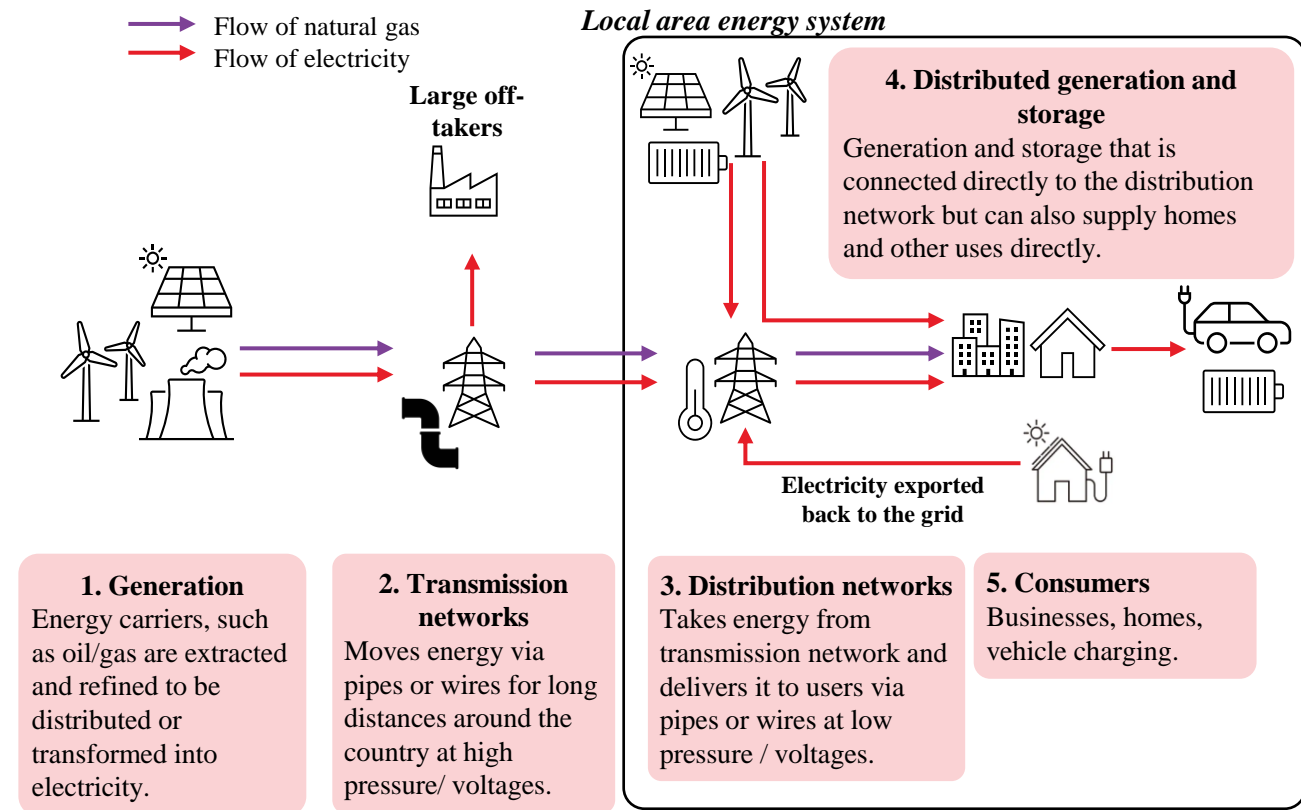 Flow of natural gas
Flow of electricity
Local area energy system
Large off-
takers
4. Distributed generation and
storage
Generation and storage that is
connected directly to the distribution
network but can also supply homes
and other uses directly.
Electricity exported
back to the grid
1. Generation
Energy carriers, such
as oil/gas are extracted
and refined to be
distributed or
transformed into
electricity.
2. Transmission
networks
Moves energy via
pipes or wires for long
distances around the
country at high
pressure/ voltages.
3. Distribution networks
Takes energy from
transmission network and
delivers it to users via
pipes or wires at low
pressure / voltages.
5. Consumers
Businesses, homes,
vehicle charging.